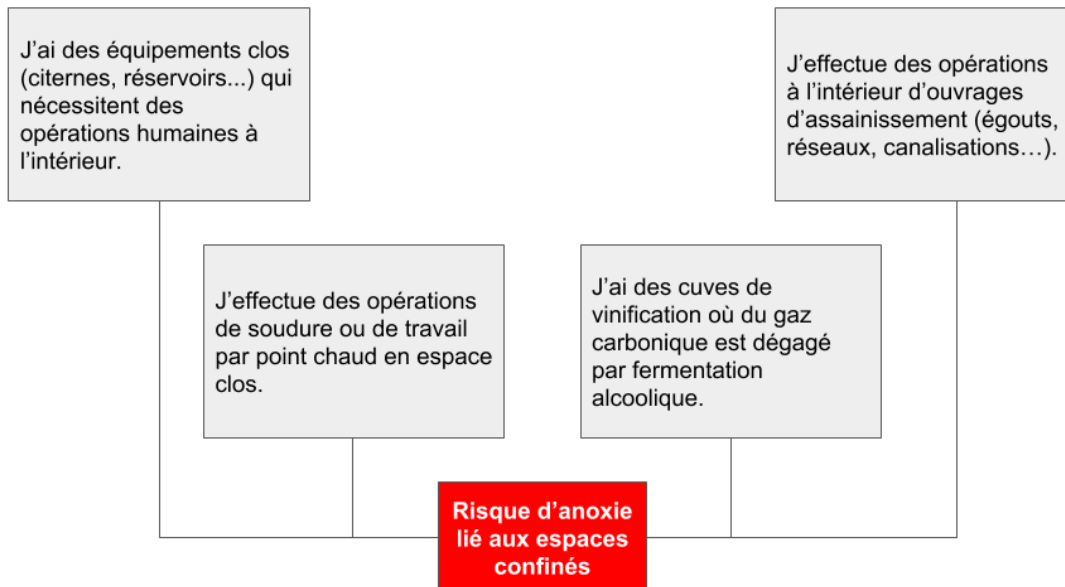 J’ai des équipements clos
(citernes, réservoirs...) qui
nécessitent des
opérations humaines à
l’intérieur.
J’effectue des opérations
à l’intérieur d’ouvrages
d’assainissement (égouts,
réseaux, canalisations…).
J’effectue des opérations
de soudure ou de travail
par point chaud en espace
clos.
J’ai des cuves de
vinification où du gaz
carbonique est dégagé
par fermentation
alcoolique.
Risque d’anoxie
lié aux espaces
confinés